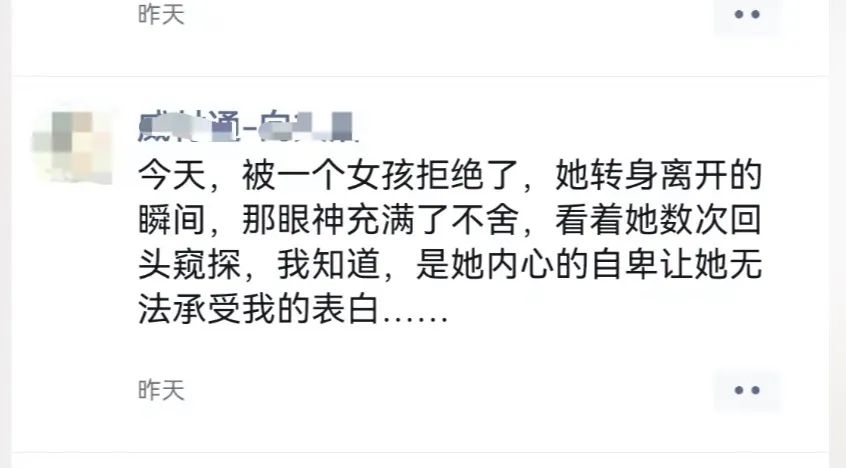 昨天
今天，被一个女孩拒绝了，她转身离开的
瞬间，那眼神充满了不舍，看着她数次回
头窥探，我知道，是她内心的自卑让她无
法承受我的表白......
昨天